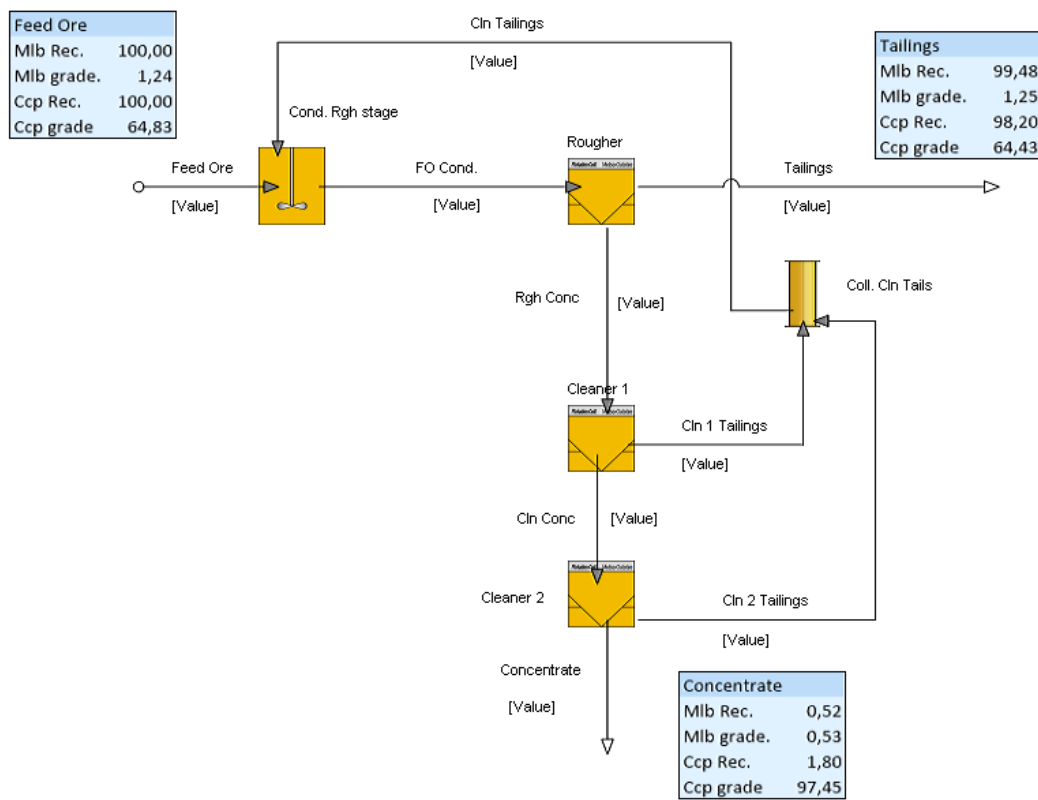 Feed Ore
Mlb Rec. 100,00
Mlb grade. 1,24
Ccp Rec. 100,00
Ccp grade 64,83
Cln Tailings
[Value]
Tailings
Mlb Rec. 99,48
Mlb grade. 1,25
Ccp Rec. 98,20
Ccp grade 64,43
Cond. Rgh stage
Rougher
Feed Ore
[Value]
FO Cond.
[Value]
Tailings
[Value]
Rgh Conc
[Value]
Coll. Cln Tails
Cleaner 1
Cln 1 Tailings
[Value]
Cln Conc
[Value]
Cleaner 2
Cln 2 Tailings
[Value]
Concentrate
[Value]
Concentrate
Mlb Rec. 0,52
Mlb grade. 0,53
Ccp Rec. 1,80
Ccp grade 97,45